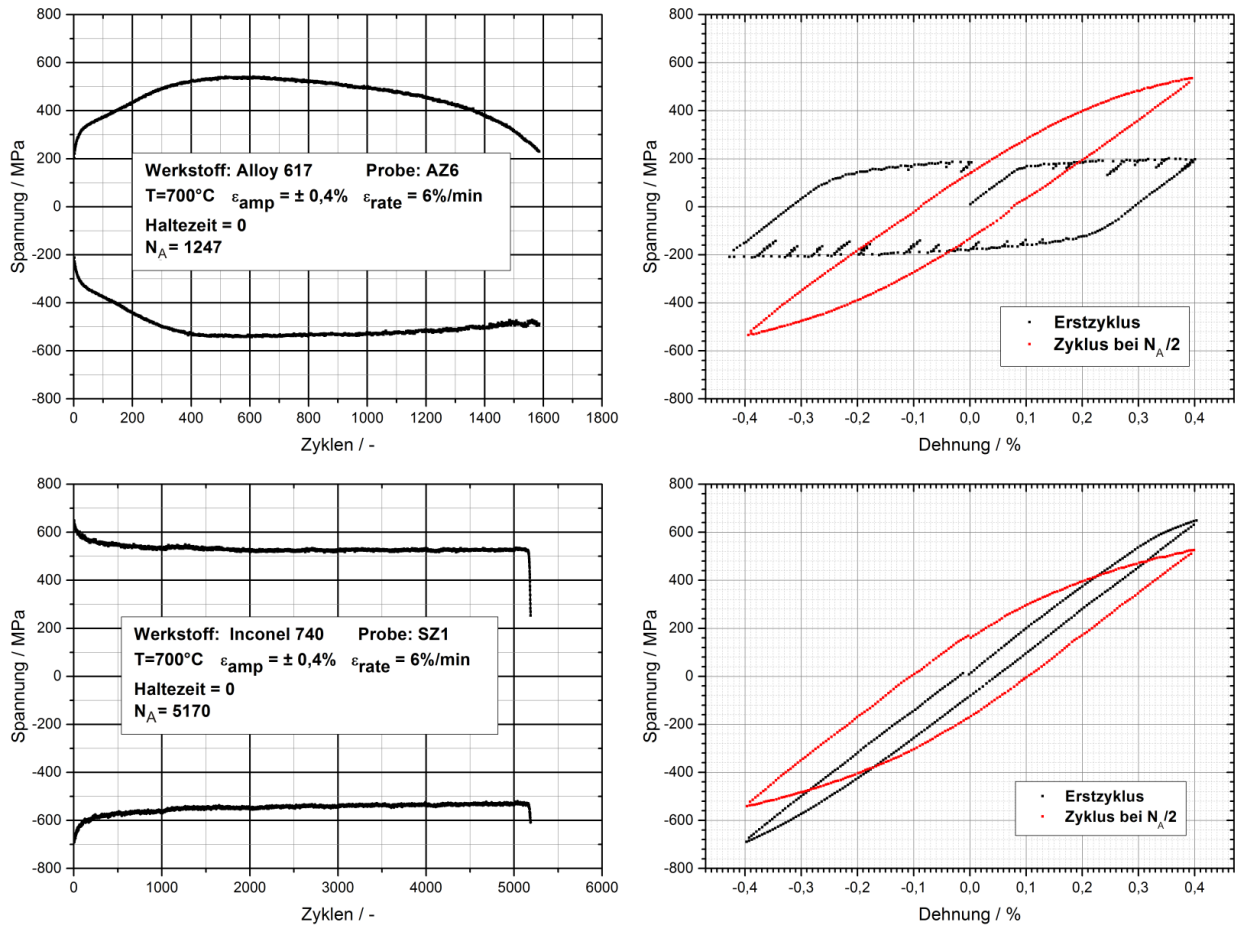 800
600
400
200
0
-200
-400
-600
-800
Spannung / MPa
0 200 400 600 800 1000 1200 1400 1600 1800
Zyklen / -
Werkstoff: Alloy 617 Probe: AZ6
T=700°C εamp = ± 0,4% εrate = 6%/min
Haltezeit = 0
NA = 1247
800
600
400
200
0
-200
-400
-600
-800
Spannung / MPa
-0,4 -0,3 -0,2 -0,1 0,0 0,1 0,2 0,3 0,4
Dehnung / %
Erstzyklus
Zyklus bei NA/2
800
600
400
200
0
-200
-400
-600
-800
Spannung / MPa
0 1000 2000 3000 4000 5000 6000
Zyklen / -
Werkstoff: Inconel 740 Probe: SZ1
T=700°C εamp = ± 0,4% εrate = 6%/min
Haltezeit = 0
NA = 5170
800
600
400
200
0
-200
-400
-600
-800
Spannung / MPa
-0,4 -0,3 -0,2 -0,1 0,0 0,1 0,2 0,3 0,4
Dehnung / %
Erstzyklus
Zyklus bei NA/2